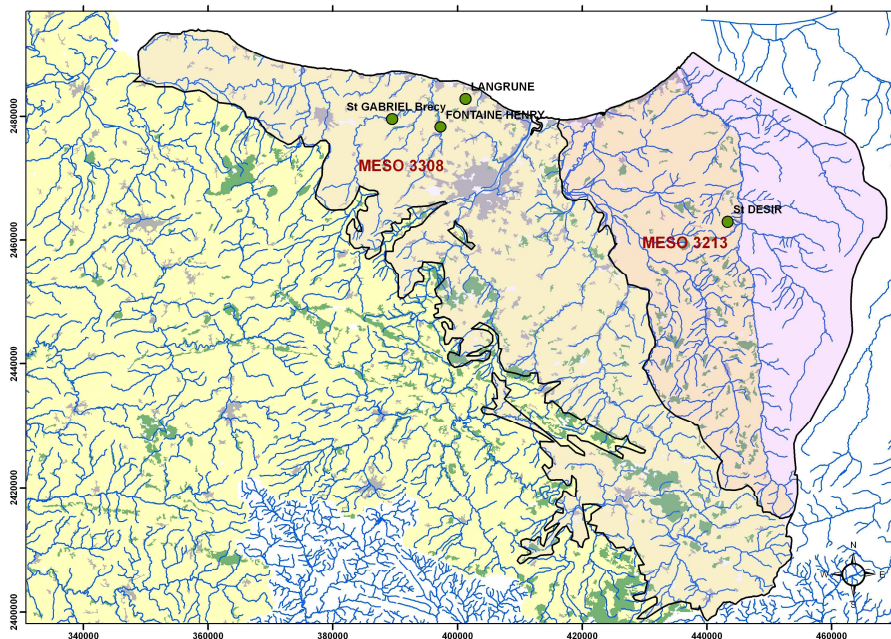 LANGRUNE
St GABRIEL Brecy
FONTAINE HENRY
MESO 3308
St DESIR
MESO 3213
2480000
2460000
2440000
2420000
2400000
N
W
E
S
340000
360000
380000
400000
420000
440000
460000